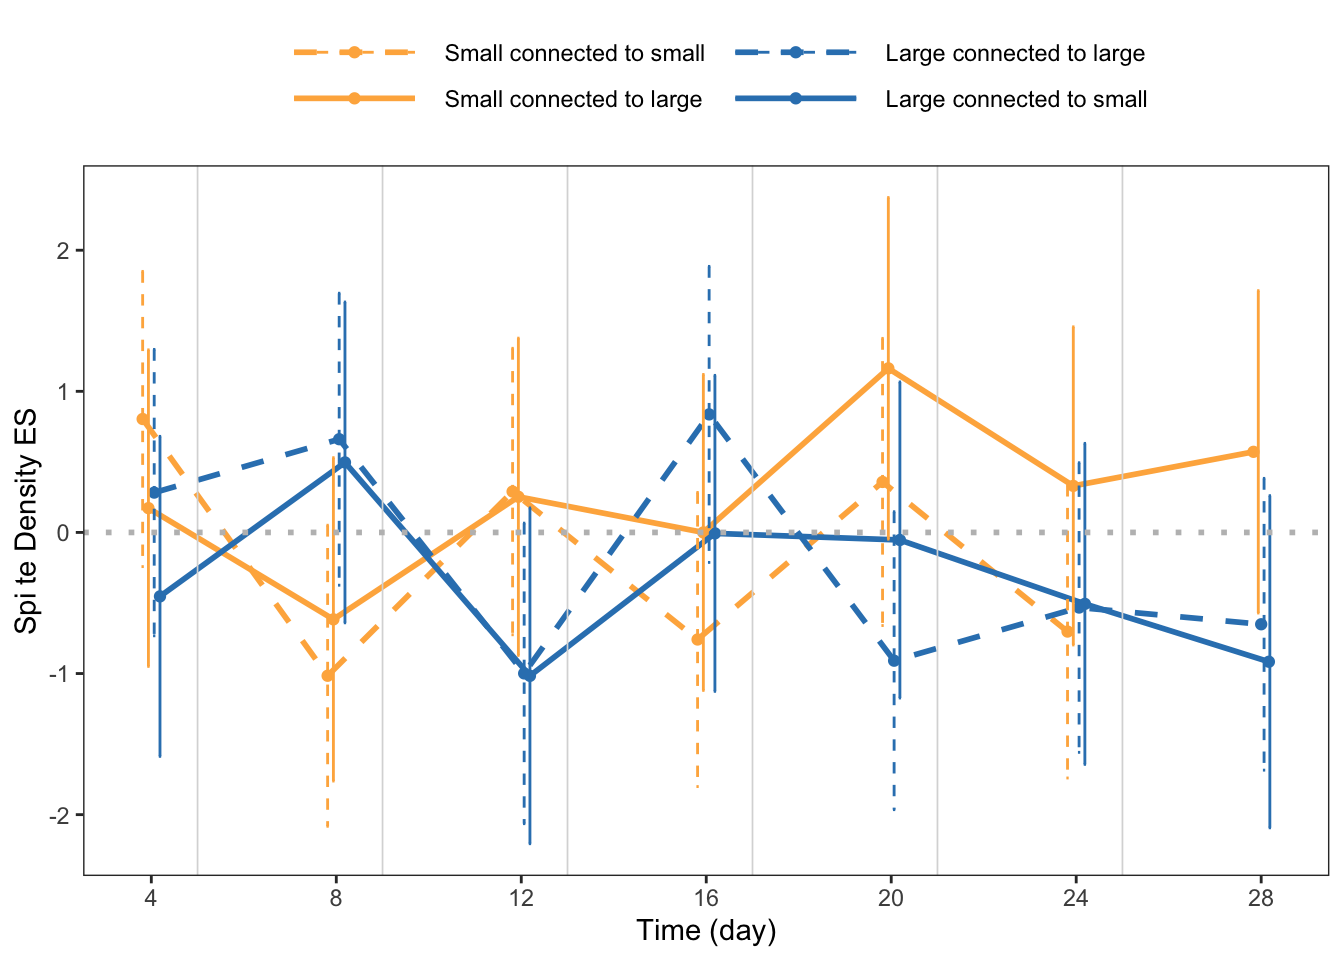 Small connected to small
Large connected to large
Small connected to large
Large connected to small
Spi te Density ES
2
1
0
-1
-2
4
8
12
16
20
24
28
Time (day)